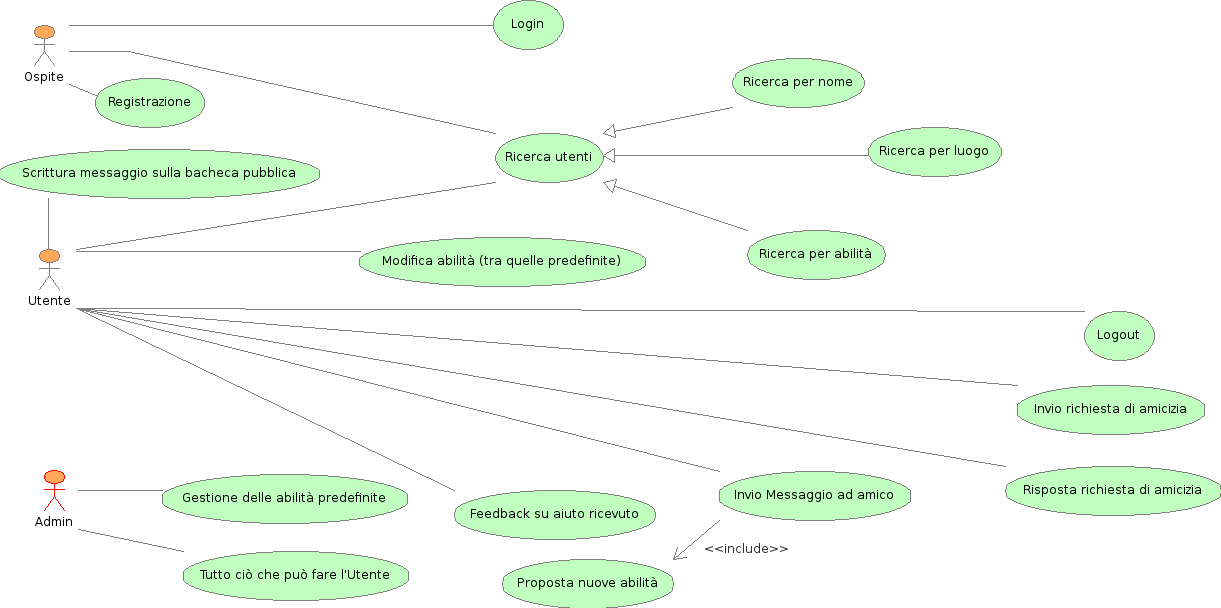 Login
Ospite
Ricerca per nome
Registrazione
Ricerca utenti
Ricerca per luogo
Scrittura messaggio sulla bacheca pubblica
Modifica abilità (tra quelle predefinite)
Ricerca per abilità
Utente
Logout
Invio richiesta di amicizia
Gestione delle abilità predefinite
Invio Messaggio ad amico
Risposta richiesta di amicizia
Admin
Feedback su aiuto ricevuto
<<include>>
Tutto ciò che può fare l'Utente
Proposta nuove abilità